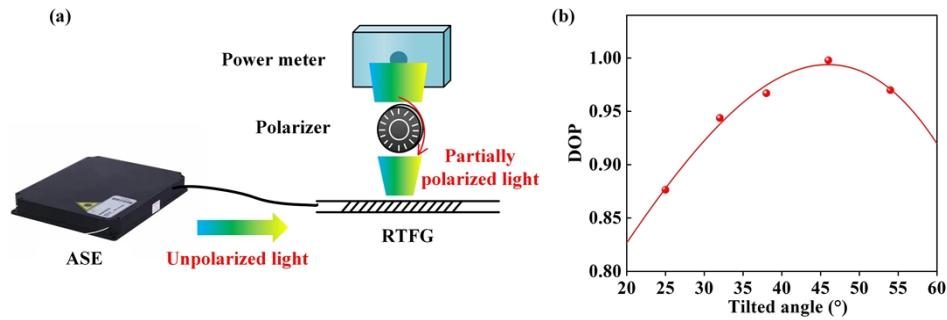 (a)
Power meter
Polarizer
Partially
polarized light
RTFG
ASE
Unpolarized light
(b)
DOP
1.00
0.95
0.90
0.85
0.80
20 25 30 35 40 45 50 55 60
Tilted angle (°)